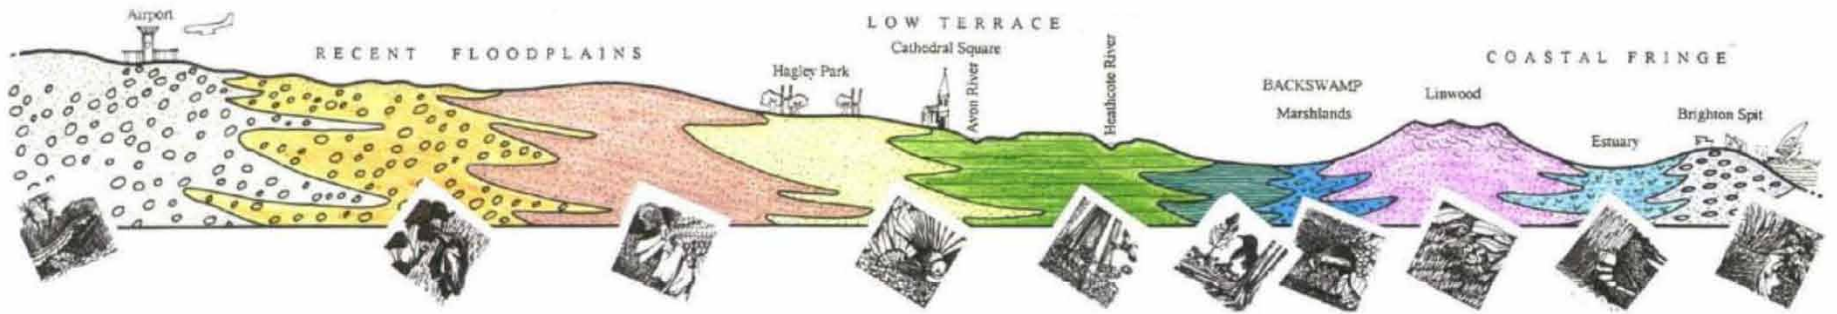 Airport
RECENT FLOODPLAINS
Hagley Park
LOW TERRACE
Cathedral Square
Avon River
Heathcote River
BACKSWAMP
Marshlands
COASTAL FRINGE
Linwood
Estuary
Brighton Spit